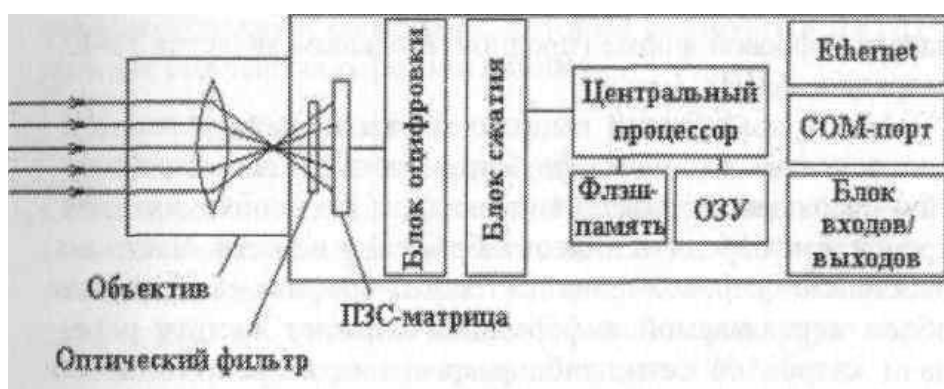 Блок оцифровки
Блок сжатия
Центральный
процессор
Флэш-
память
ОЗУ
Ethernet
COM-порт
Блок
входов/
выходов
Объектив
ПЗС-матрица
Оптический фильтр